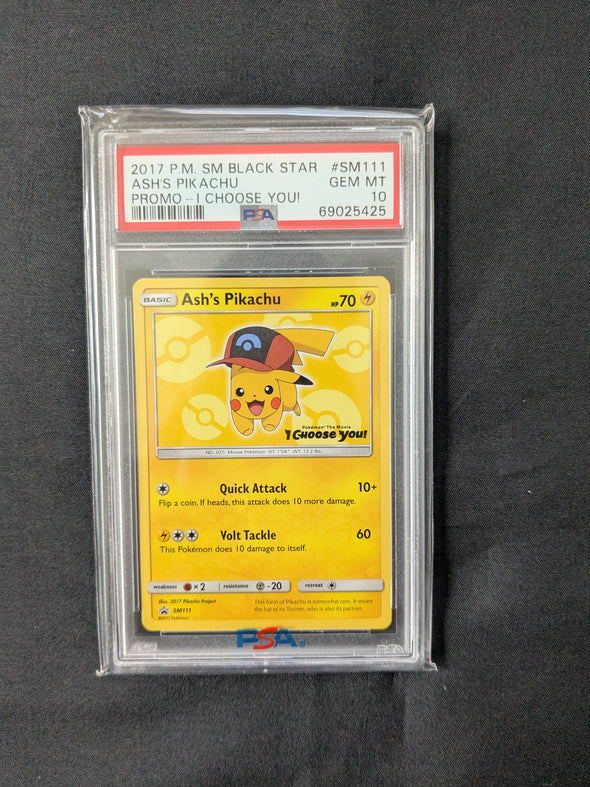 2017 P.M. SM BLACK STAR #SM111
ASH'S PIKACHU GEM MT
PROMO--I CHOOSE YOU! 10
PSA 69025425
BASIC Ash's Pikachu HP70
Pokémon The Movie
I Choose You!
NO. 025 Mouse Pokémon HT: 1'04" WT: 13.2 lbs.
Quick Attack 10+
Flip a coin. If heads, this attack does 10 more damage.
Volt Tackle 60
This Pokémon does 10 damage to itself.
weakness ×2 resistance -20 retreat
Illus. 2017 Pikachu Project
SM111
©2017 Pokémon
This form of Pikachu is somewhat rare. It wears
the hat of its Trainer, who is also its partner.
PSA